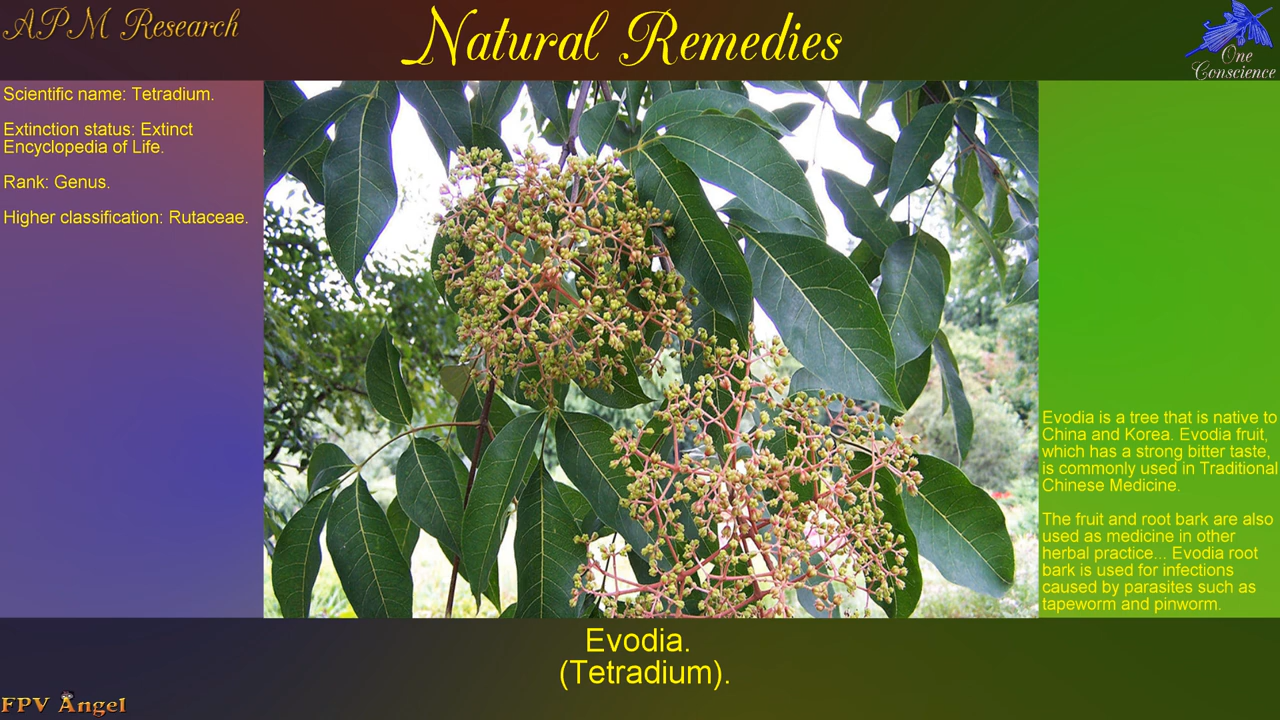 APM Research
Natural Remedies
One
Conscience
Scientific name: Tetradium.
Extinction status: Extinct
Encyclopedia of Life.
Rank: Genus.
Higher classification: Rutaceae.
Evodia is a tree that is native to
China and Korea. Evodia fruit,
which has a strong bitter taste,
is commonly used in Traditional
Chinese Medicine.
The fruit and root bark are also
used as medicine in other
herbal practice... Evodia root
bark is used for infections
caused by parasites such as
tapeworm and pinworm.
Evodia.
(Tetradium).
FPV Angel